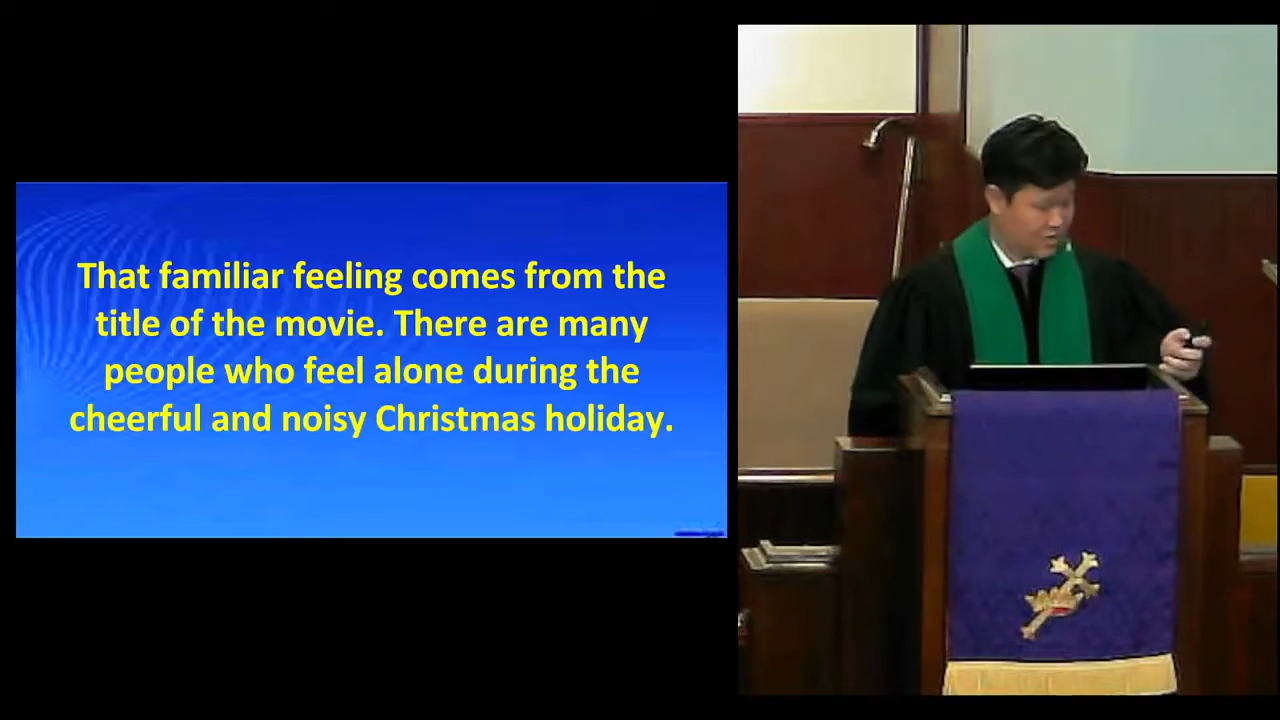 That familiar feeling comes from the
title of the movie. There are many
people who feel alone during the
cheerful and noisy Christmas holiday.